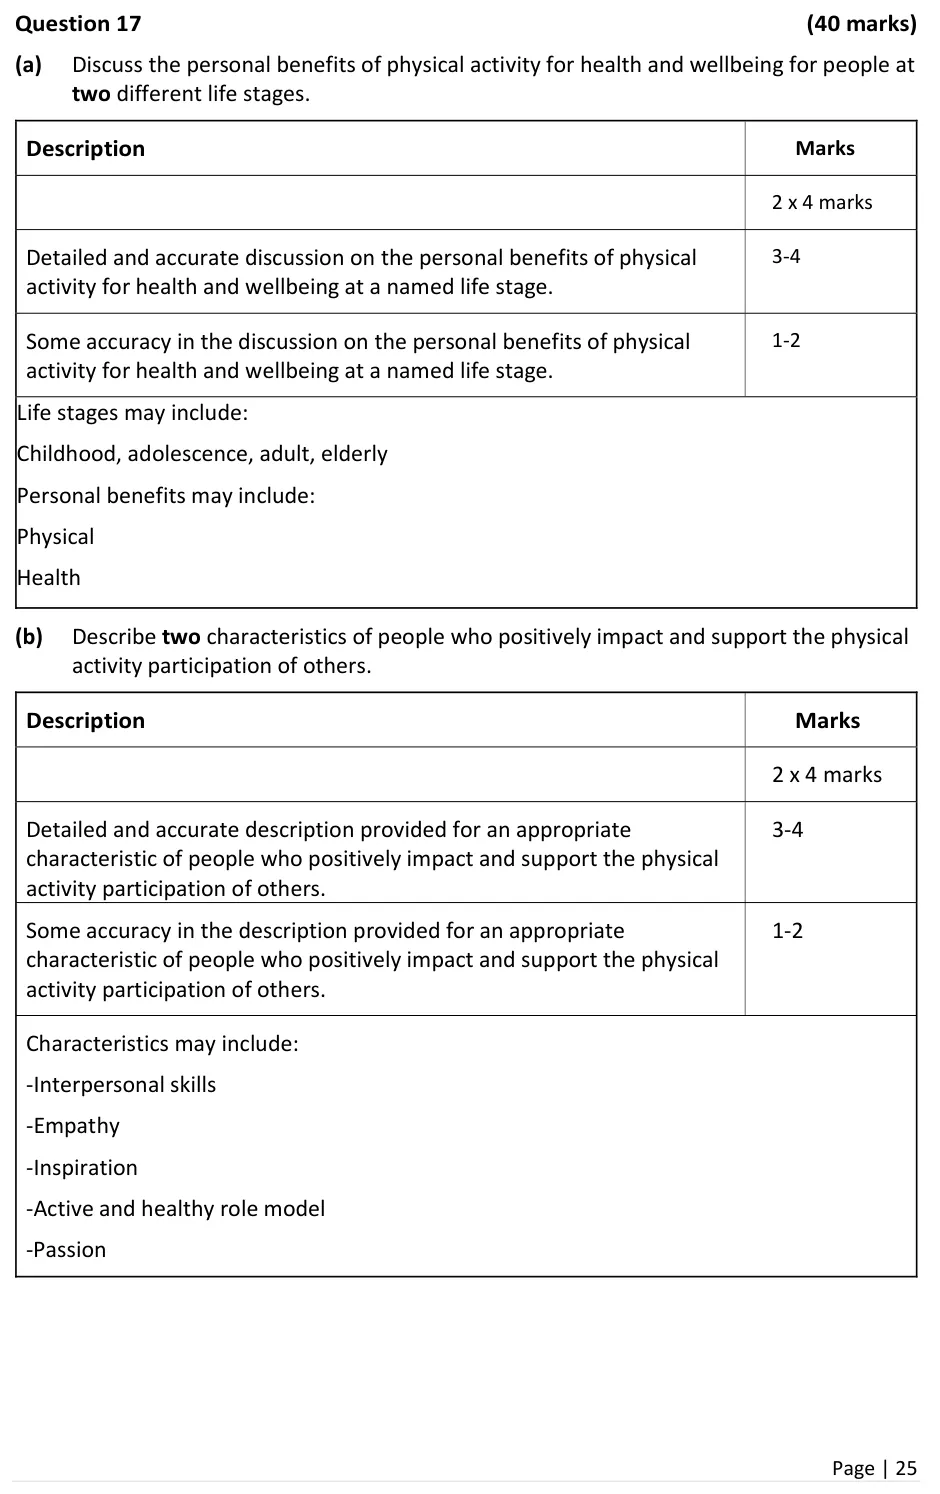 Question 17 (40 marks)
(a) Discuss the personal benefits of physical activity for health and wellbeing for people at
two different life stages.
Description Marks
2 x 4 marks
Detailed and accurate discussion on the personal benefits of physical 3-4
activity for health and wellbeing at a named life stage.
Some accuracy in the discussion on the personal benefits of physical 1-2
activity for health and wellbeing at a named life stage.
Life stages may include:
Childhood, adolescence, adult, elderly
Personal benefits may include:
Physical
Health
(b) Describe two characteristics of people who positively impact and support the physical
activity participation of others.
Description Marks
2 x 4 marks
Detailed and accurate description provided for an appropriate 3-4
characteristic of people who positively impact and support the physical
activity participation of others.
Some accuracy in the description provided for an appropriate 1-2
characteristic of people who positively impact and support the physical
activity participation of others.
Characteristics may include:
-Interpersonal skills
-Empathy
-Inspiration
-Active and healthy role model
-Passion
Page | 25